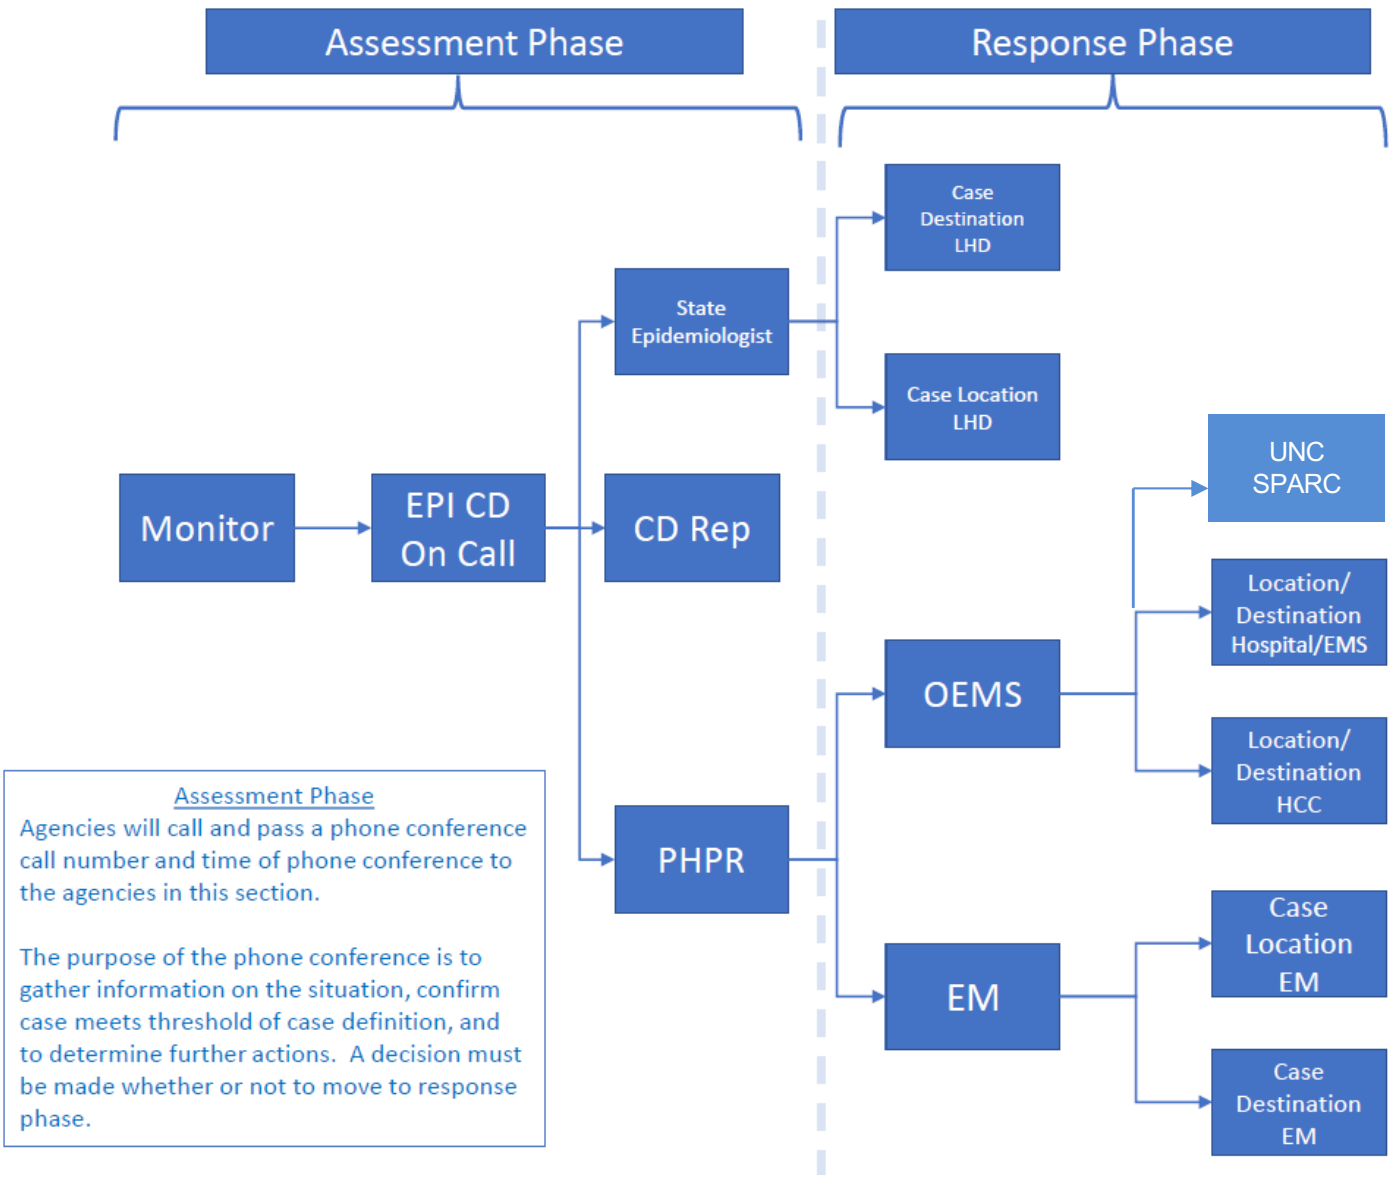 Assessment Phase
Response Phase
Case
Destination
LHD
State
Epidemiologist
Case Location
LHD
UNC
SPARC
Monitor
EPI CD
On Call
CD Rep
Location/
Destination
Hospital/EMS
OEMS
Location/
Destination
HCC
PHPR
Case
Location
EM
EM
Case
Destination
EM
Assessment Phase
Agencies will call and pass a phone conference
call number and time of phone conference to
the agencies in this section.
The purpose of the phone conference is to
gather information on the situation, confirm
case meets threshold of case definition, and
to determine further actions.  A decision must
be made whether or not to move to response
phase.